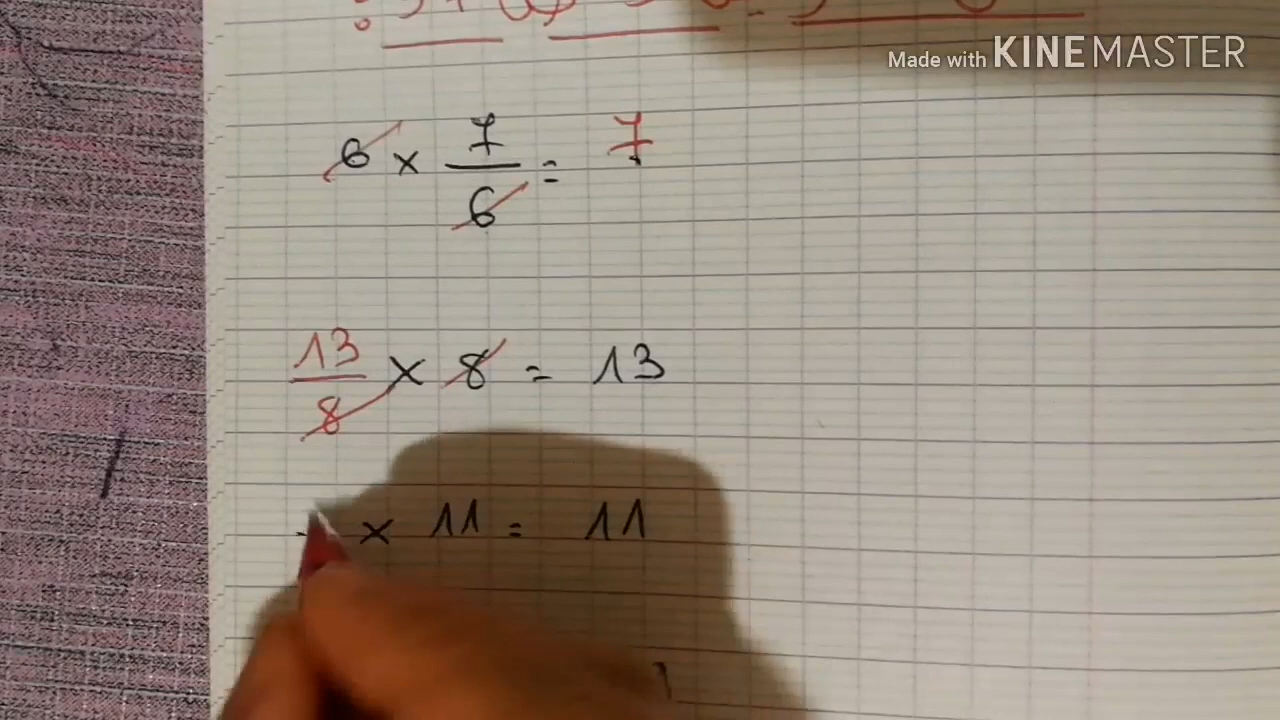 Made with KINEMASTER
6 × 7/6 = 7
13/8 × 8 = 13
× 11 = 11